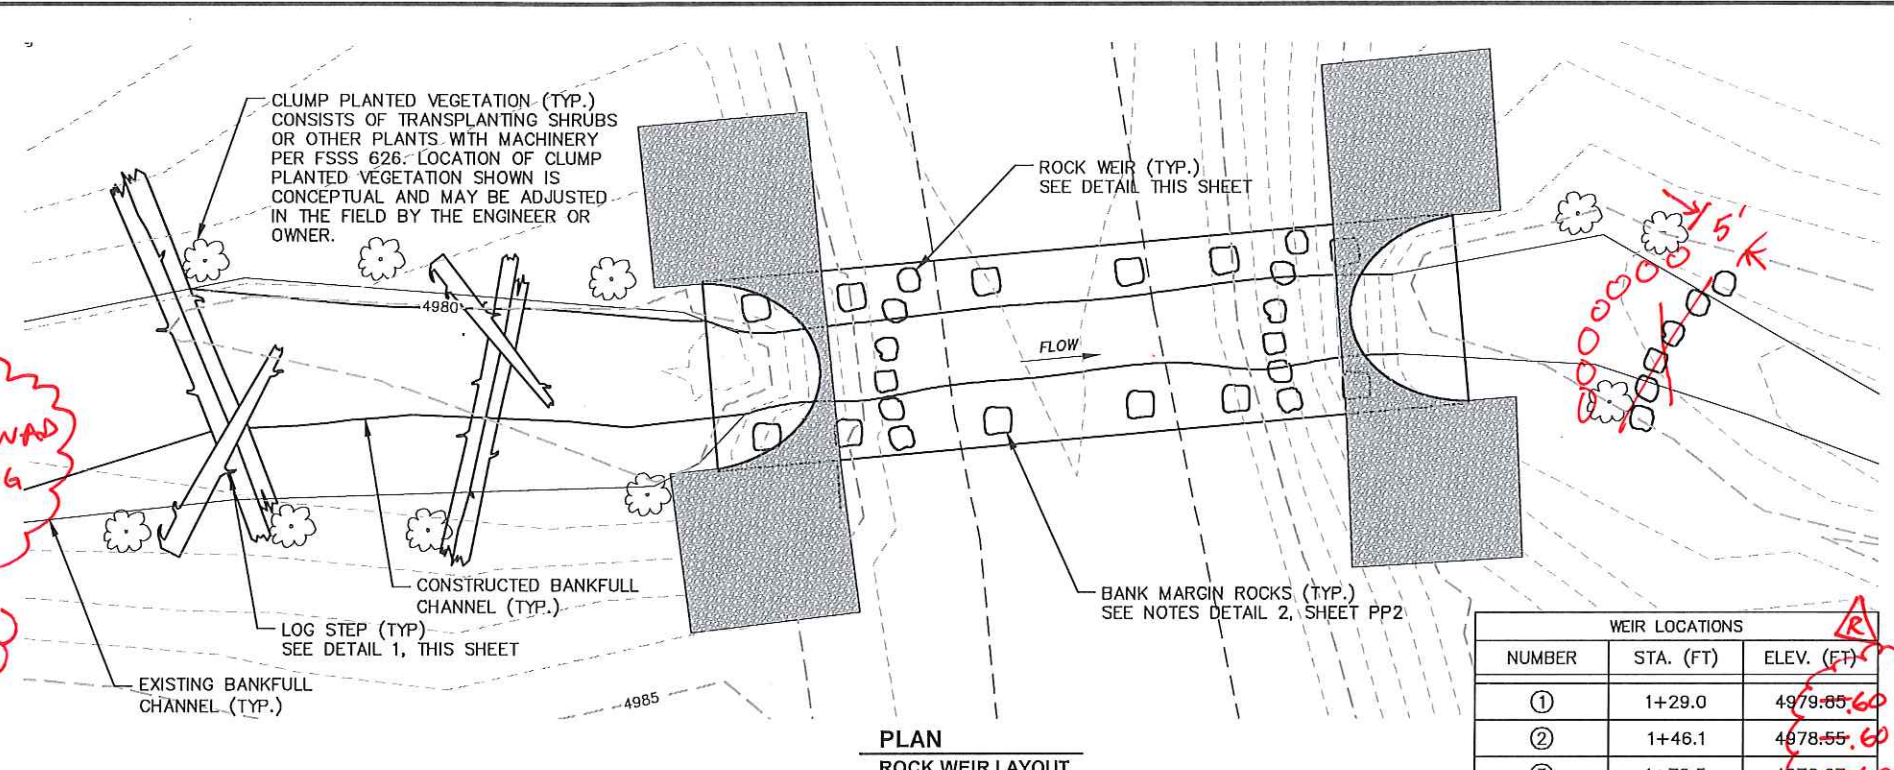 CLUMP PLANTED VEGETATION (TYP.)
CONSISTS OF TRANSPLANTING SHRUBS
OR OTHER PLANTS WITH MACHINERY
PER FSSS 626. LOCATION OF CLUMP
PLANTED VEGETATION SHOWN IS
CONCEPTUAL AND MAY BE ADJUSTED
IN THE FIELD BY THE ENGINEER OR
OWNER.
ROCK WEIR (TYP.)
SEE DETAIL THIS SHEET
5'
4980
FLOW
CONSTRUCTED BANKFULL
CHANNEL (TYP.)
BANK MARGIN ROCKS (TYP.)
SEE NOTES DETAIL 2, SHEET PP2
LOG STEP (TYP)
SEE DETAIL 1, THIS SHEET
EXISTING BANKFULL
CHANNEL (TYP.)
4985
PLAN
ROCK WEIR LAYOUT
WEIR LOCATIONS R
NUMBER STA. (FT) ELEV. (FT)
1 1+29.0 4979.85 .60
2 1+46.1 4978.55 .60